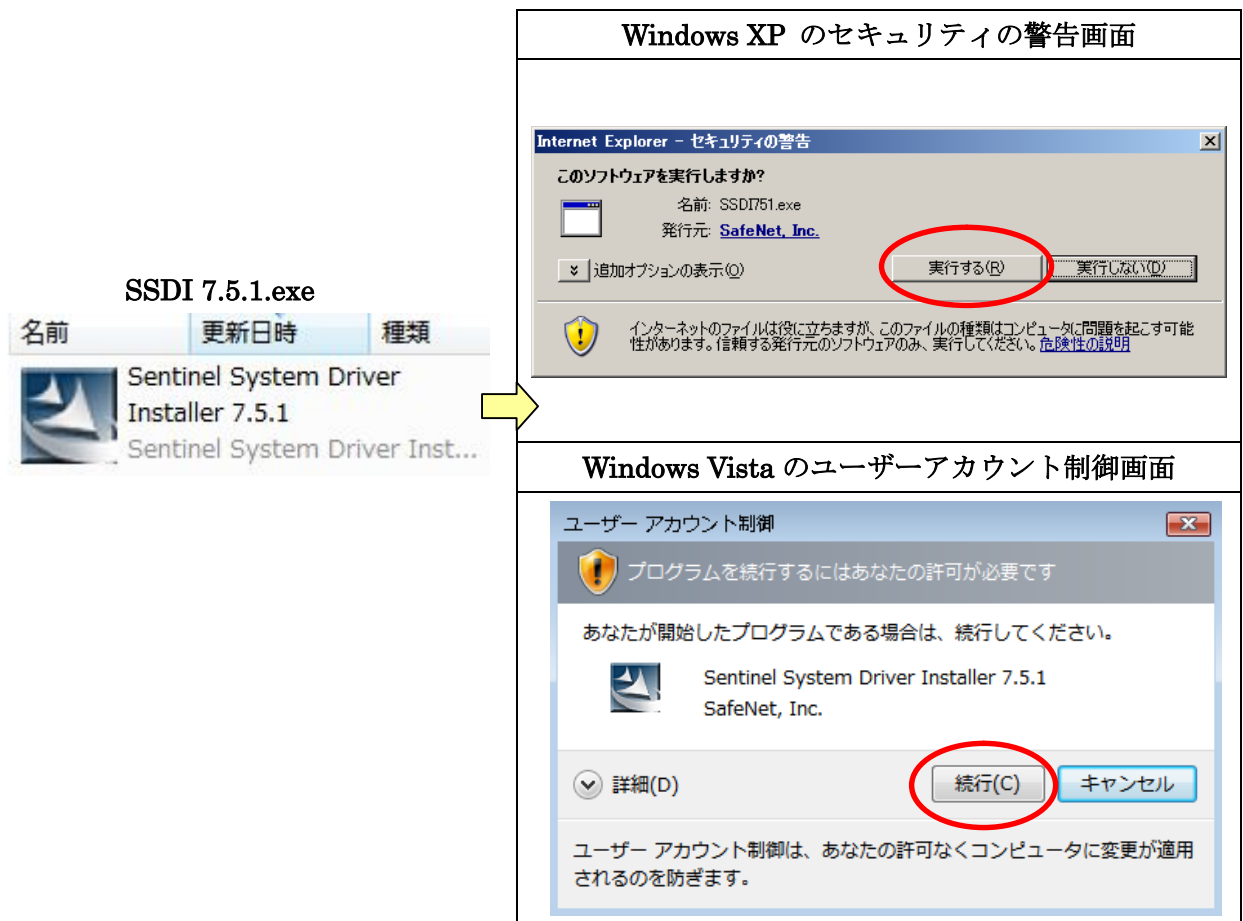 SSDI 7.5.1.exe
名前 更新日時 種類
Sentinel System Driver
Installer 7.5.1
Sentinel System Driver Inst...
Windows XP のセキュリティの警告画面
Internet Explorer - セキュリティの警告
このソフトウェアを実行しますか?
名前: SSDI751.exe
発行元: SafeNet, Inc.
追加オプションの表示(O) 実行する(R) 実行しない(D)
インターネットのファイルは役に立ちますが、このファイルの種類はコンピュータに問題を起こす可能
性があります。信頼する発行元のソフトウェアのみ、実行してください。危険性の説明
Windows Vista のユーザーアカウント制御画面
ユーザー アカウント制御
プログラムを続行するにはあなたの許可が必要です
あなたが開始したプログラムである場合は、続行してください。
Sentinel System Driver Installer 7.5.1
SafeNet, Inc.
詳細(D) 続行(C) キャンセル
ユーザー アカウント制御は、あなたの許可なくコンピュータに変更が適用
されるのを防ぎます。